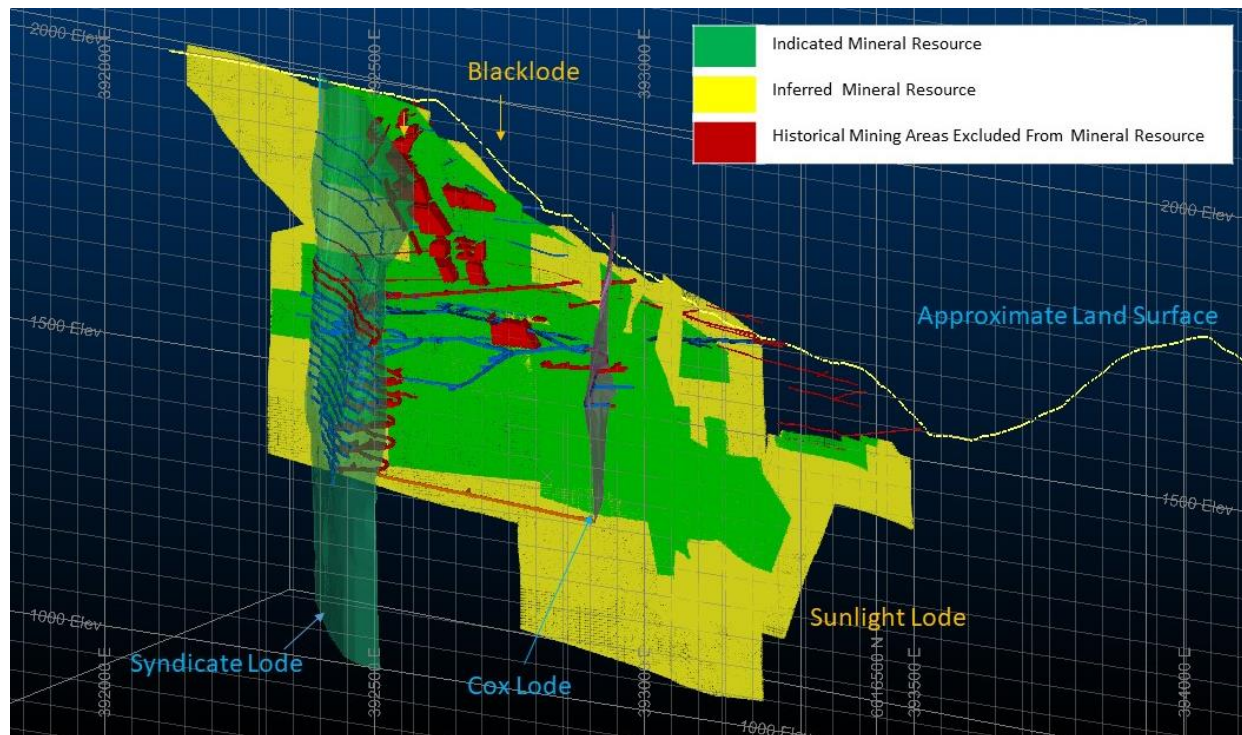 2000 Elev
392000 E
392500 E
Blacklode
393000 E
Indicated Mineral Resource
Inferred Mineral Resource
Historical Mining Areas Excluded From Mineral Resource
2000 Elev
1500 Elev
Approximate Land Surface
1500 Elev
1000 Elev
Syndicate Lode
Cox Lode
Sunlight Lode
392000 E
392500 E
393000 E
6616500 N
393500 E
394000 E
1000 Elev